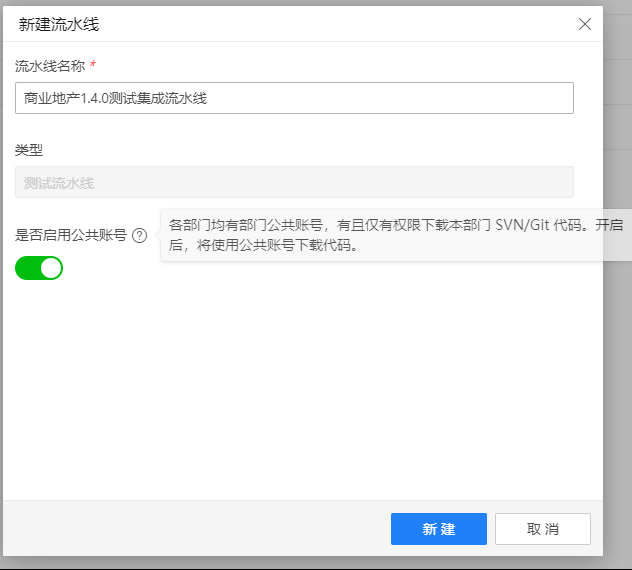 新建流水线
流水线名称 *
商业地产1.4.0测试集成流水线
类型
测试流水线
是否启用公共账号
各部门均有部门公共账号，有且仅有权限下载本部门 SVN/Git 代码。开启
后，将使用公共账号下载代码。
新 建
取 消